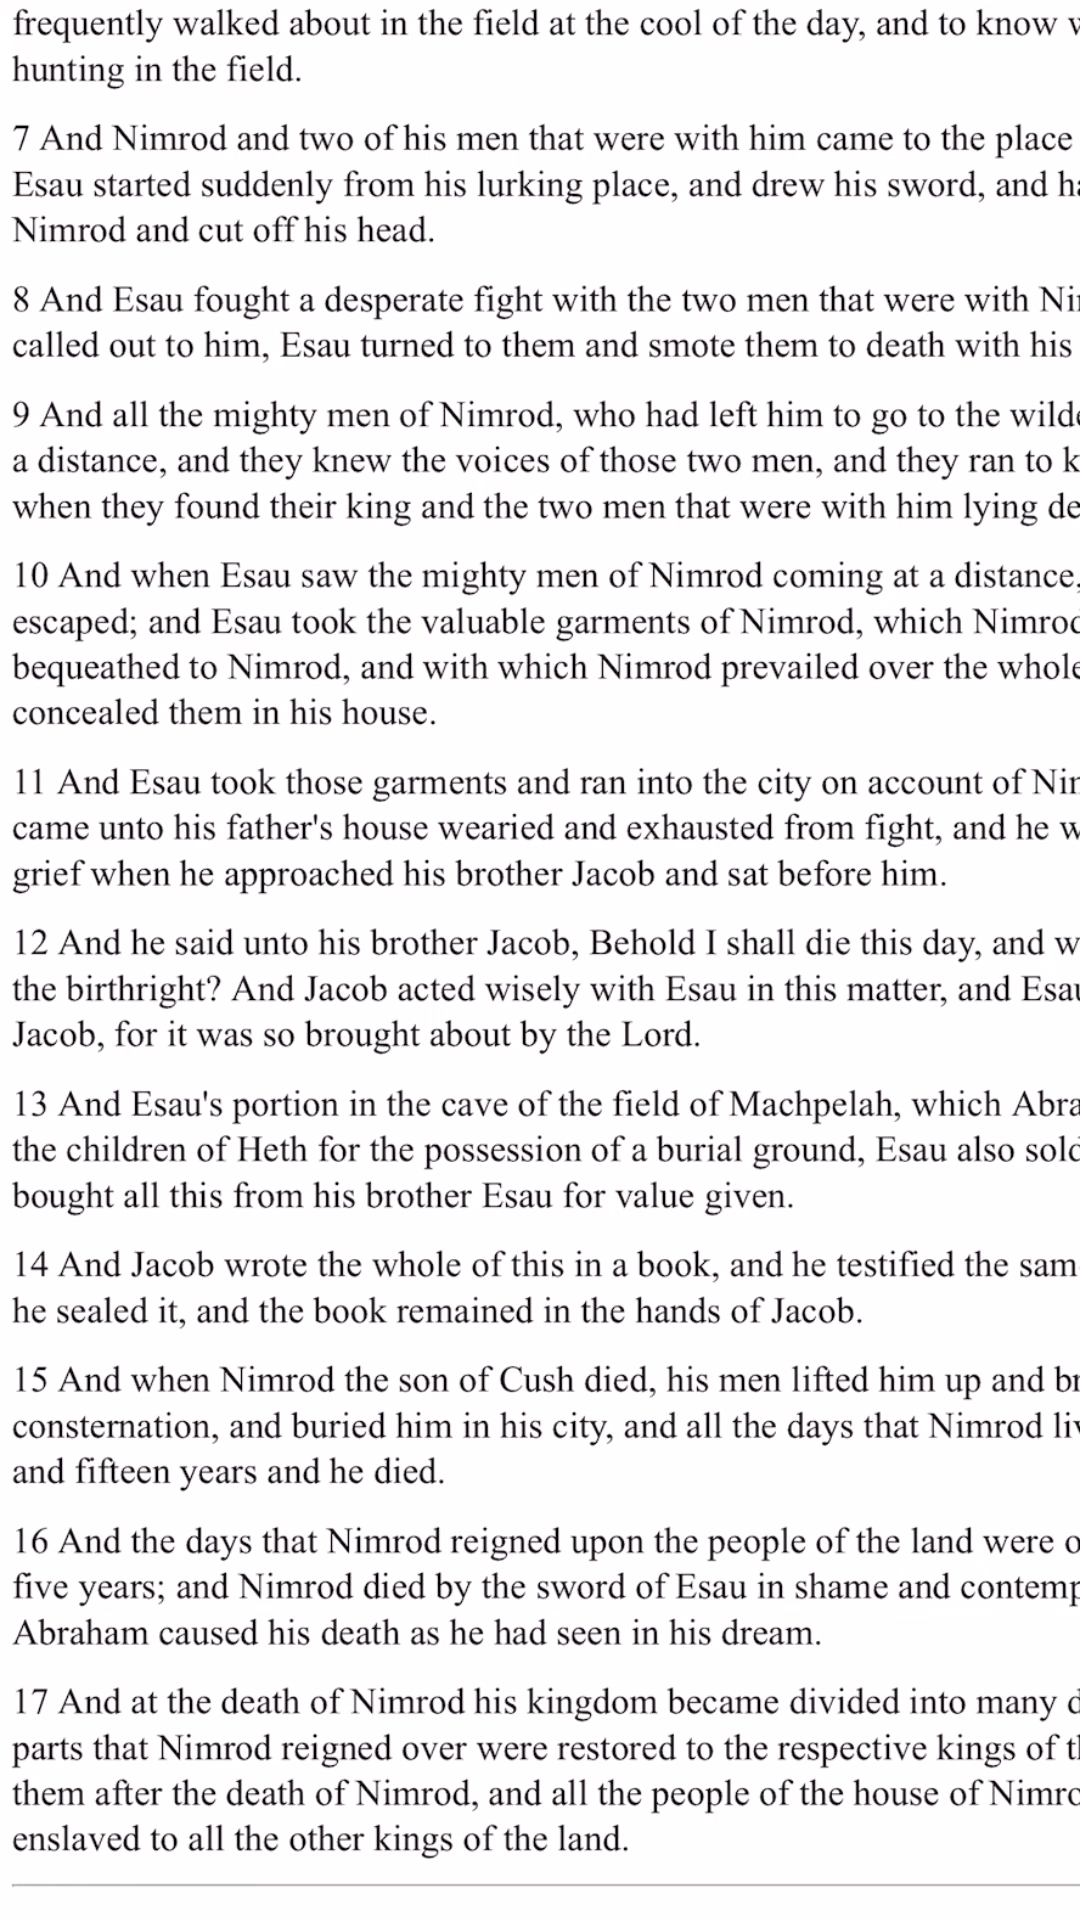 frequently walked about in the field at the cool of the day, and to know
hunting in the field.
7 And Nimrod and two of his men that were with him came to the place
Esau started suddenly from his lurking place, and drew his sword, and
Nimrod and cut off his head.
8 And Esau fought a desperate fight with the two men that were with
called out to him, Esau turned to them and smote them to death with his
9 And all the mighty men of Nimrod, who had left him to go to the
a distance, and they knew the voices of those two men, and they ran to
when they found their king and the two men that were with him lying
10 And when Esau saw the mighty men of Nimrod coming at a distance,
escaped; and Esau took the valuable garments of Nimrod, which
bequeathed to Nimrod, and with which Nimrod prevailed over the
concealed them in his house.
11 And Esau took those garments and ran into the city on account of
came unto his father's house wearied and exhausted from fight, and he
grief when he approached his brother Jacob and sat before him.
12 And he said unto his brother Jacob, Behold I shall die this day, and
the birthright? And Jacob acted wisely with Esau in this matter, and
Jacob, for it was so brought about by the Lord.
13 And Esau's portion in the cave of the field of Machpelah, which
the children of Heth for the possession of a burial ground, Esau also
bought all this from his brother Esau for value given.
14 And Jacob wrote the whole of this in a book, and he testified the
he sealed it, and the book remained in the hands of Jacob.
15 And when Nimrod the son of Cush died, his men lifted him up and
consternation, and buried him in his city, and all the days that Nimrod
and fifteen years and he died.
16 And the days that Nimrod reigned upon the people of the land were
five years; and Nimrod died by the sword of Esau in shame and
Abraham caused his death as he had seen in his dream.
17 And at the death of Nimrod his kingdom became divided into many
parts that Nimrod reigned over were restored to the respective kings of
them after the death of Nimrod, and all the people of the house of
enslaved to all the other kings of the land.